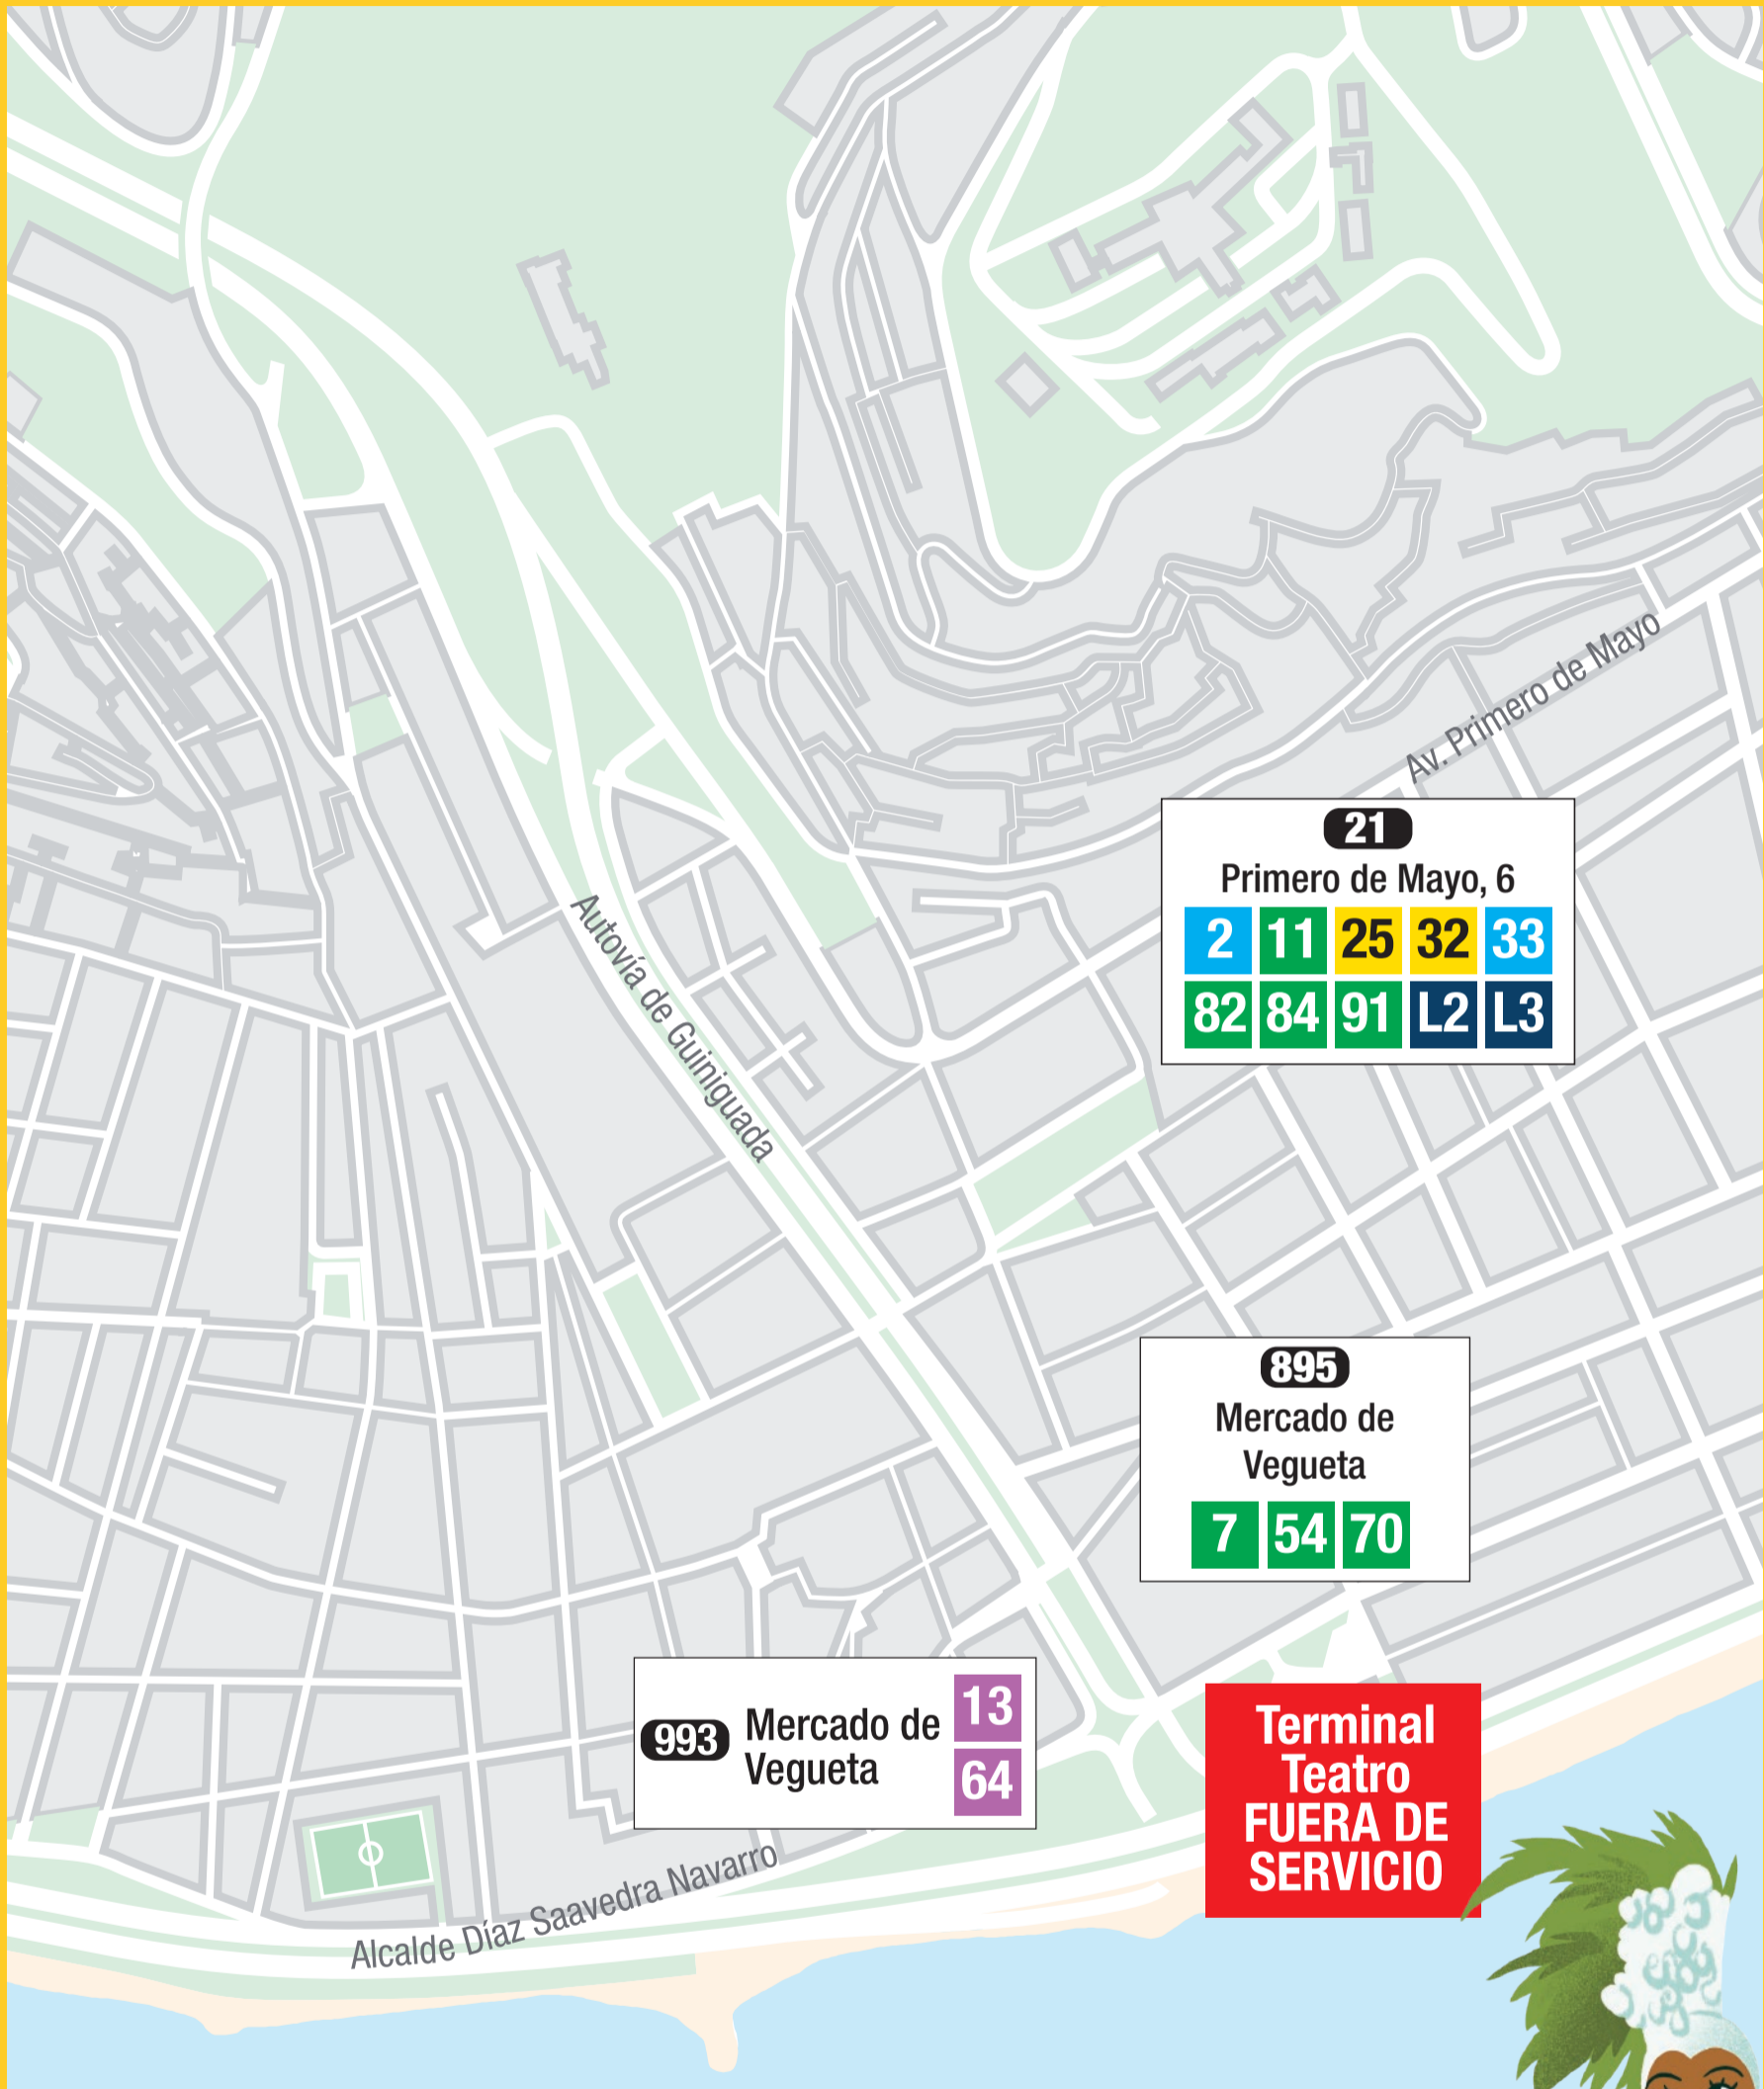 Av. Primero de Mayo
21
Primero de Mayo, 6
2 11 25 32 33
82 84 91 L2 L3
Autovía de Guiniguada
895
Mercado de
Vegueta
7 54 70
993
Mercado de
Vegueta
13
64
Terminal
Teatro
FUERA DE
SERVICIO
Alcalde Díaz Saavedra Navarro